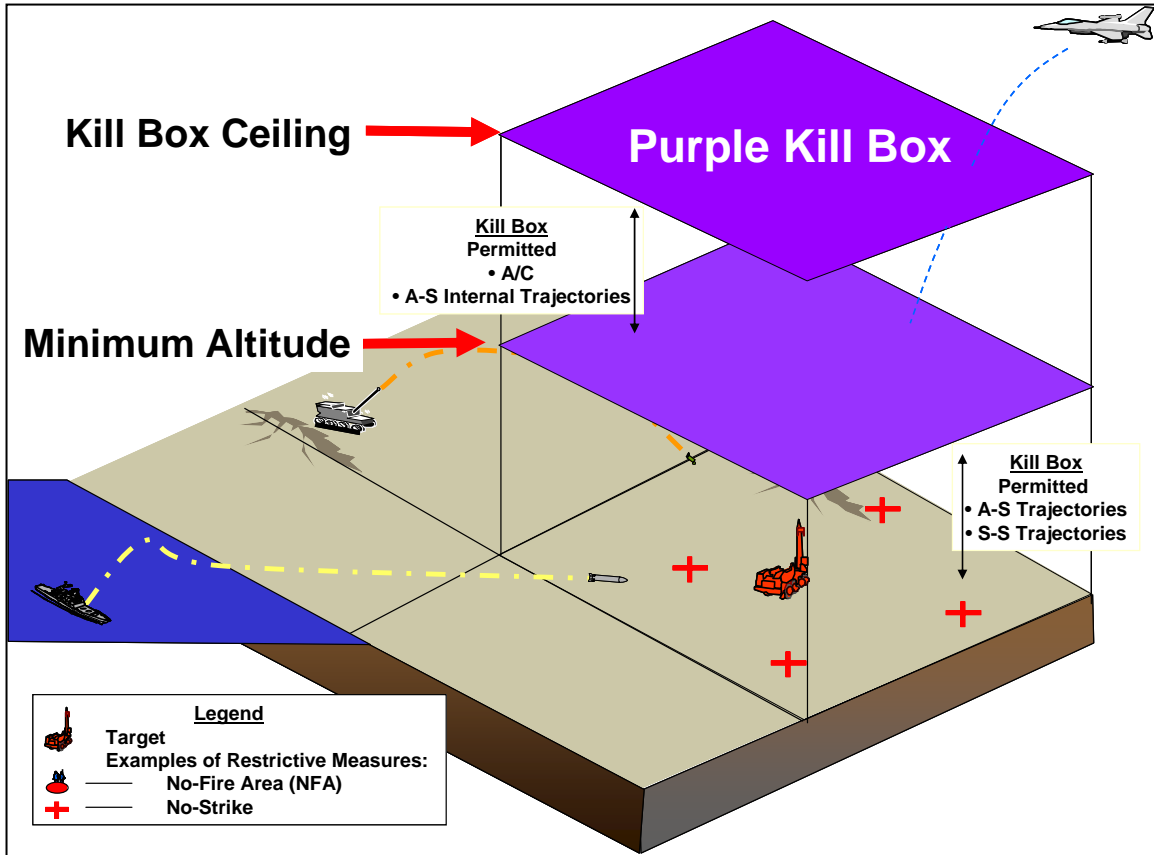 Kill Box Ceiling
Purple Kill Box
Kill Box
Permitted
• A/C
• A-S Internal Trajectories
Minimum Altitude
Kill Box
Permitted
• A-S Trajectories
• S-S Trajectories
Legend
Target
Examples of Restrictive Measures:
No-Fire Area (NFA)
No-Strike